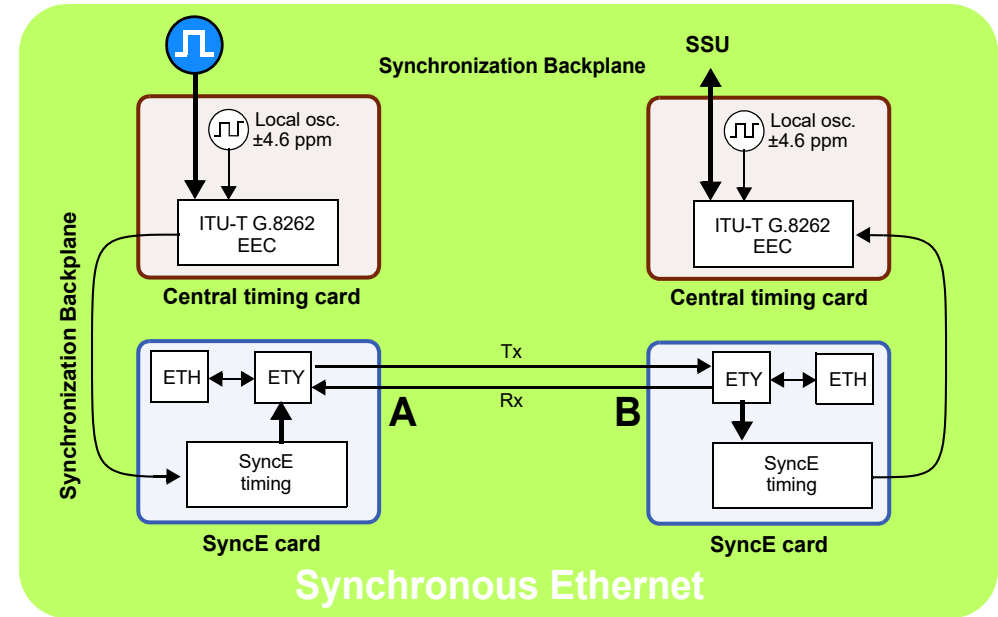 SSU
Synchronization Backplane
Local osc.
±4.6 ppm
Local osc.
±4.6 ppm
ITU-T G.8262
EEC
ITU-T G.8262
EEC
Central timing card
Central timing card
Synchronization Backplane
Tx
ETH
ETY
ETY
ETH
Rx
A
B
SyncE
timing
SyncE
timing
SyncE card
SyncE card
Synchronous Ethernet